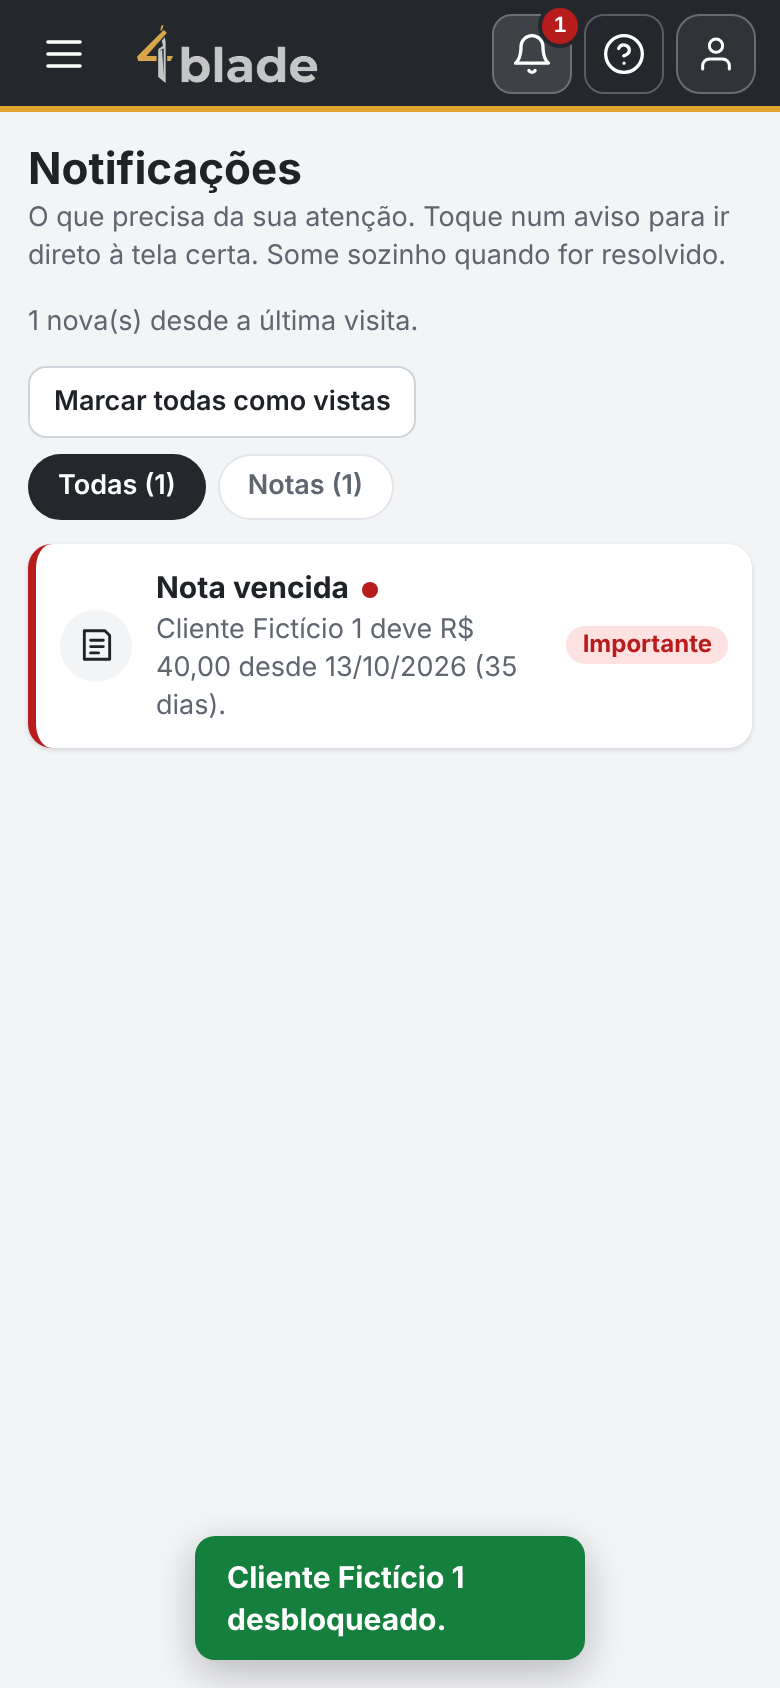 4blade
1
Notificações
O que precisa da sua atenção. Toque num aviso para ir
direto à tela certa. Some sozinho quando for resolvido.
1 nova(s) desde a última visita.
Marcar todas como vistas
Todas (1)
Notas (1)
Nota vencida
Cliente Fictício 1 deve R$
40,00 desde 13/10/2026 (35
dias).
Importante
Cliente Fictício 1
desbloqueado.